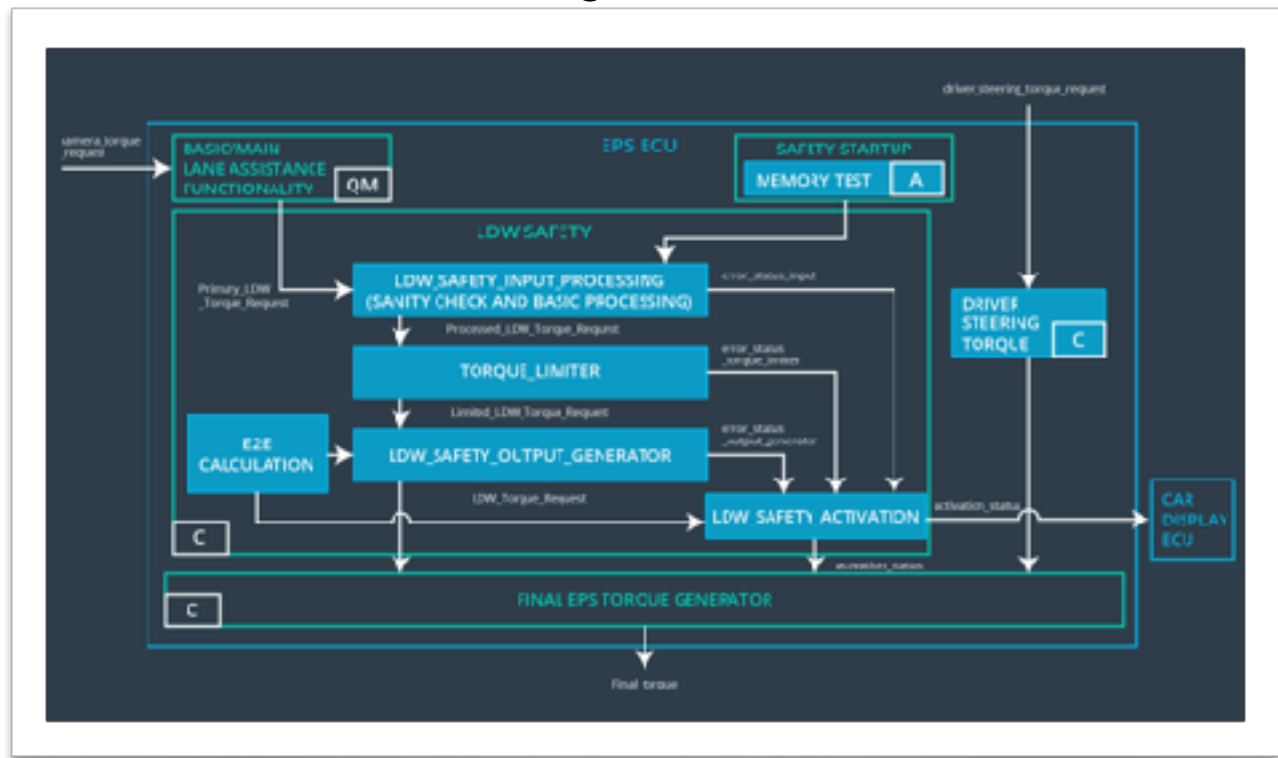 driver_steering_torque_request
camera_torque
_request
BASIC/MAIN
LANE ASSISTANCE
FUNCTIONALITY
QM
EPS ECU
SAFETY STARTUP
MEMORY TEST
A
LDW SAFETY
LDW_SAFETY_INPUT_PROCESSING
(SANITY CHECK AND BASIC PROCESSING)
error_status_input
Primary_LDW
_Torque_Request
Processed_LDW_Torque_Request
DRIVER
STEERING
TORQUE
C
TORQUE_LIMITER
error_status
_torque_limiter
Limited_LDW_Torque_Request
E2E
CALCULATION
LDW_SAFETY_OUTPUT_GENERATOR
error_status
_output_generator
LDW_Torque_Request
LDW_SAFETY_ACTIVATION
activation_status
CAR
DISPLAY
ECU
C
activation_status
C
FINAL EPS TORQUE GENERATOR
Final_torque